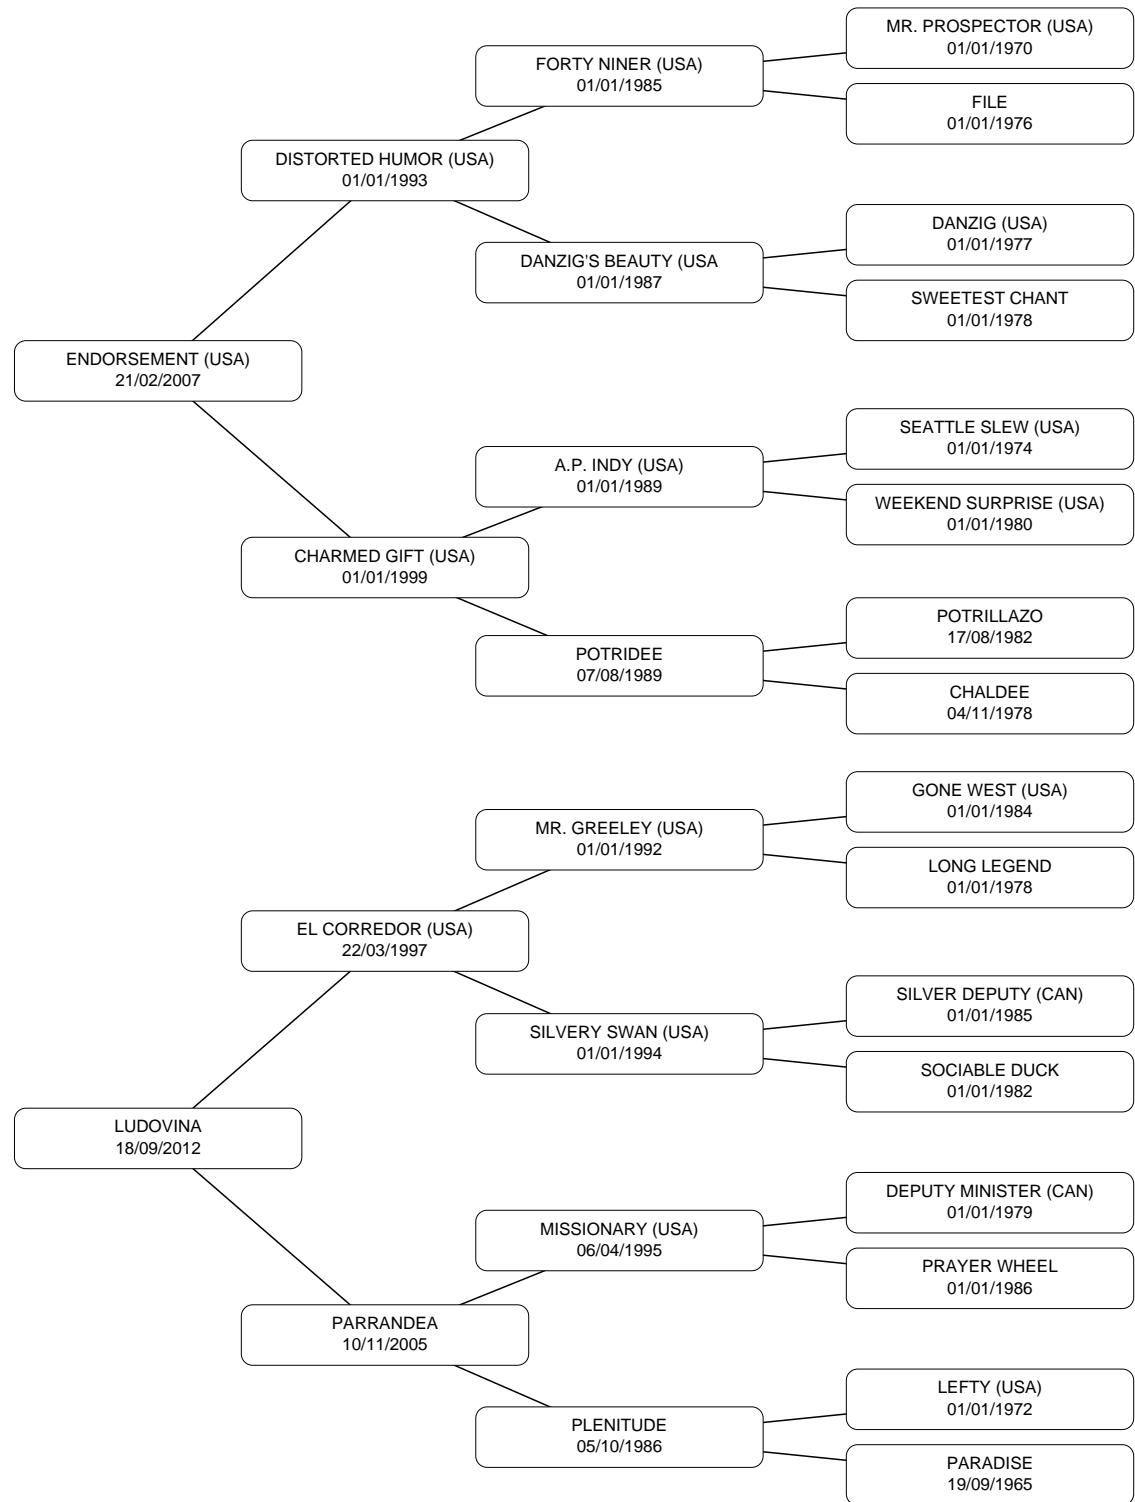 MR. PROSPECTOR (USA)
01/01/1970
FORTY NINER (USA)
01/01/1985
FILE
01/01/1976
DISTORTED HUMOR (USA)
01/01/1993
DANZIG (USA)
01/01/1977
DANZIG'S BEAUTY (USA
01/01/1987
SWEETEST CHANT
01/01/1978
ENDORSEMENT (USA)
21/02/2007
SEATTLE SLEW (USA)
01/01/1974
A.P. INDY (USA)
01/01/1989
WEEKEND SURPRISE (USA)
01/01/1980
CHARMED GIFT (USA)
01/01/1999
POTRILLAZO
17/08/1982
POTRIDEE
07/08/1989
CHALDEE
04/11/1978
GONE WEST (USA)
01/01/1984
MR. GREELEY (USA)
01/01/1992
LONG LEGEND
01/01/1978
EL CORREDOR (USA)
22/03/1997
SILVER DEPUTY (CAN)
01/01/1985
SILVERY SWAN (USA)
01/01/1994
SOCIABLE DUCK
01/01/1982
LUDOVINA
18/09/2012
DEPUTY MINISTER (CAN)
01/01/1979
MISSIONARY (USA)
06/04/1995
PRAYER WHEEL
01/01/1986
PARRANDEA
10/11/2005
LEFTY (USA)
01/01/1972
PLENITUDE
05/10/1986
PARADISE
19/09/1965